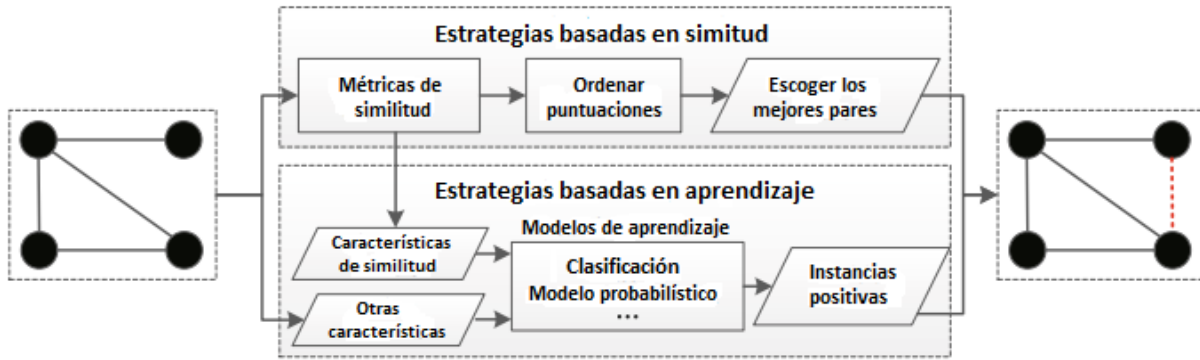 Estrategias basadas en simitud
Métricas de
similitud
Ordenar
puntuaciones
Escoger los
mejores pares
Estrategias basadas en aprendizaje
Características
de similitud
Otras
características
Modelos de aprendizaje
Clasificación
Modelo probabilístico
...
Instancias
positivas